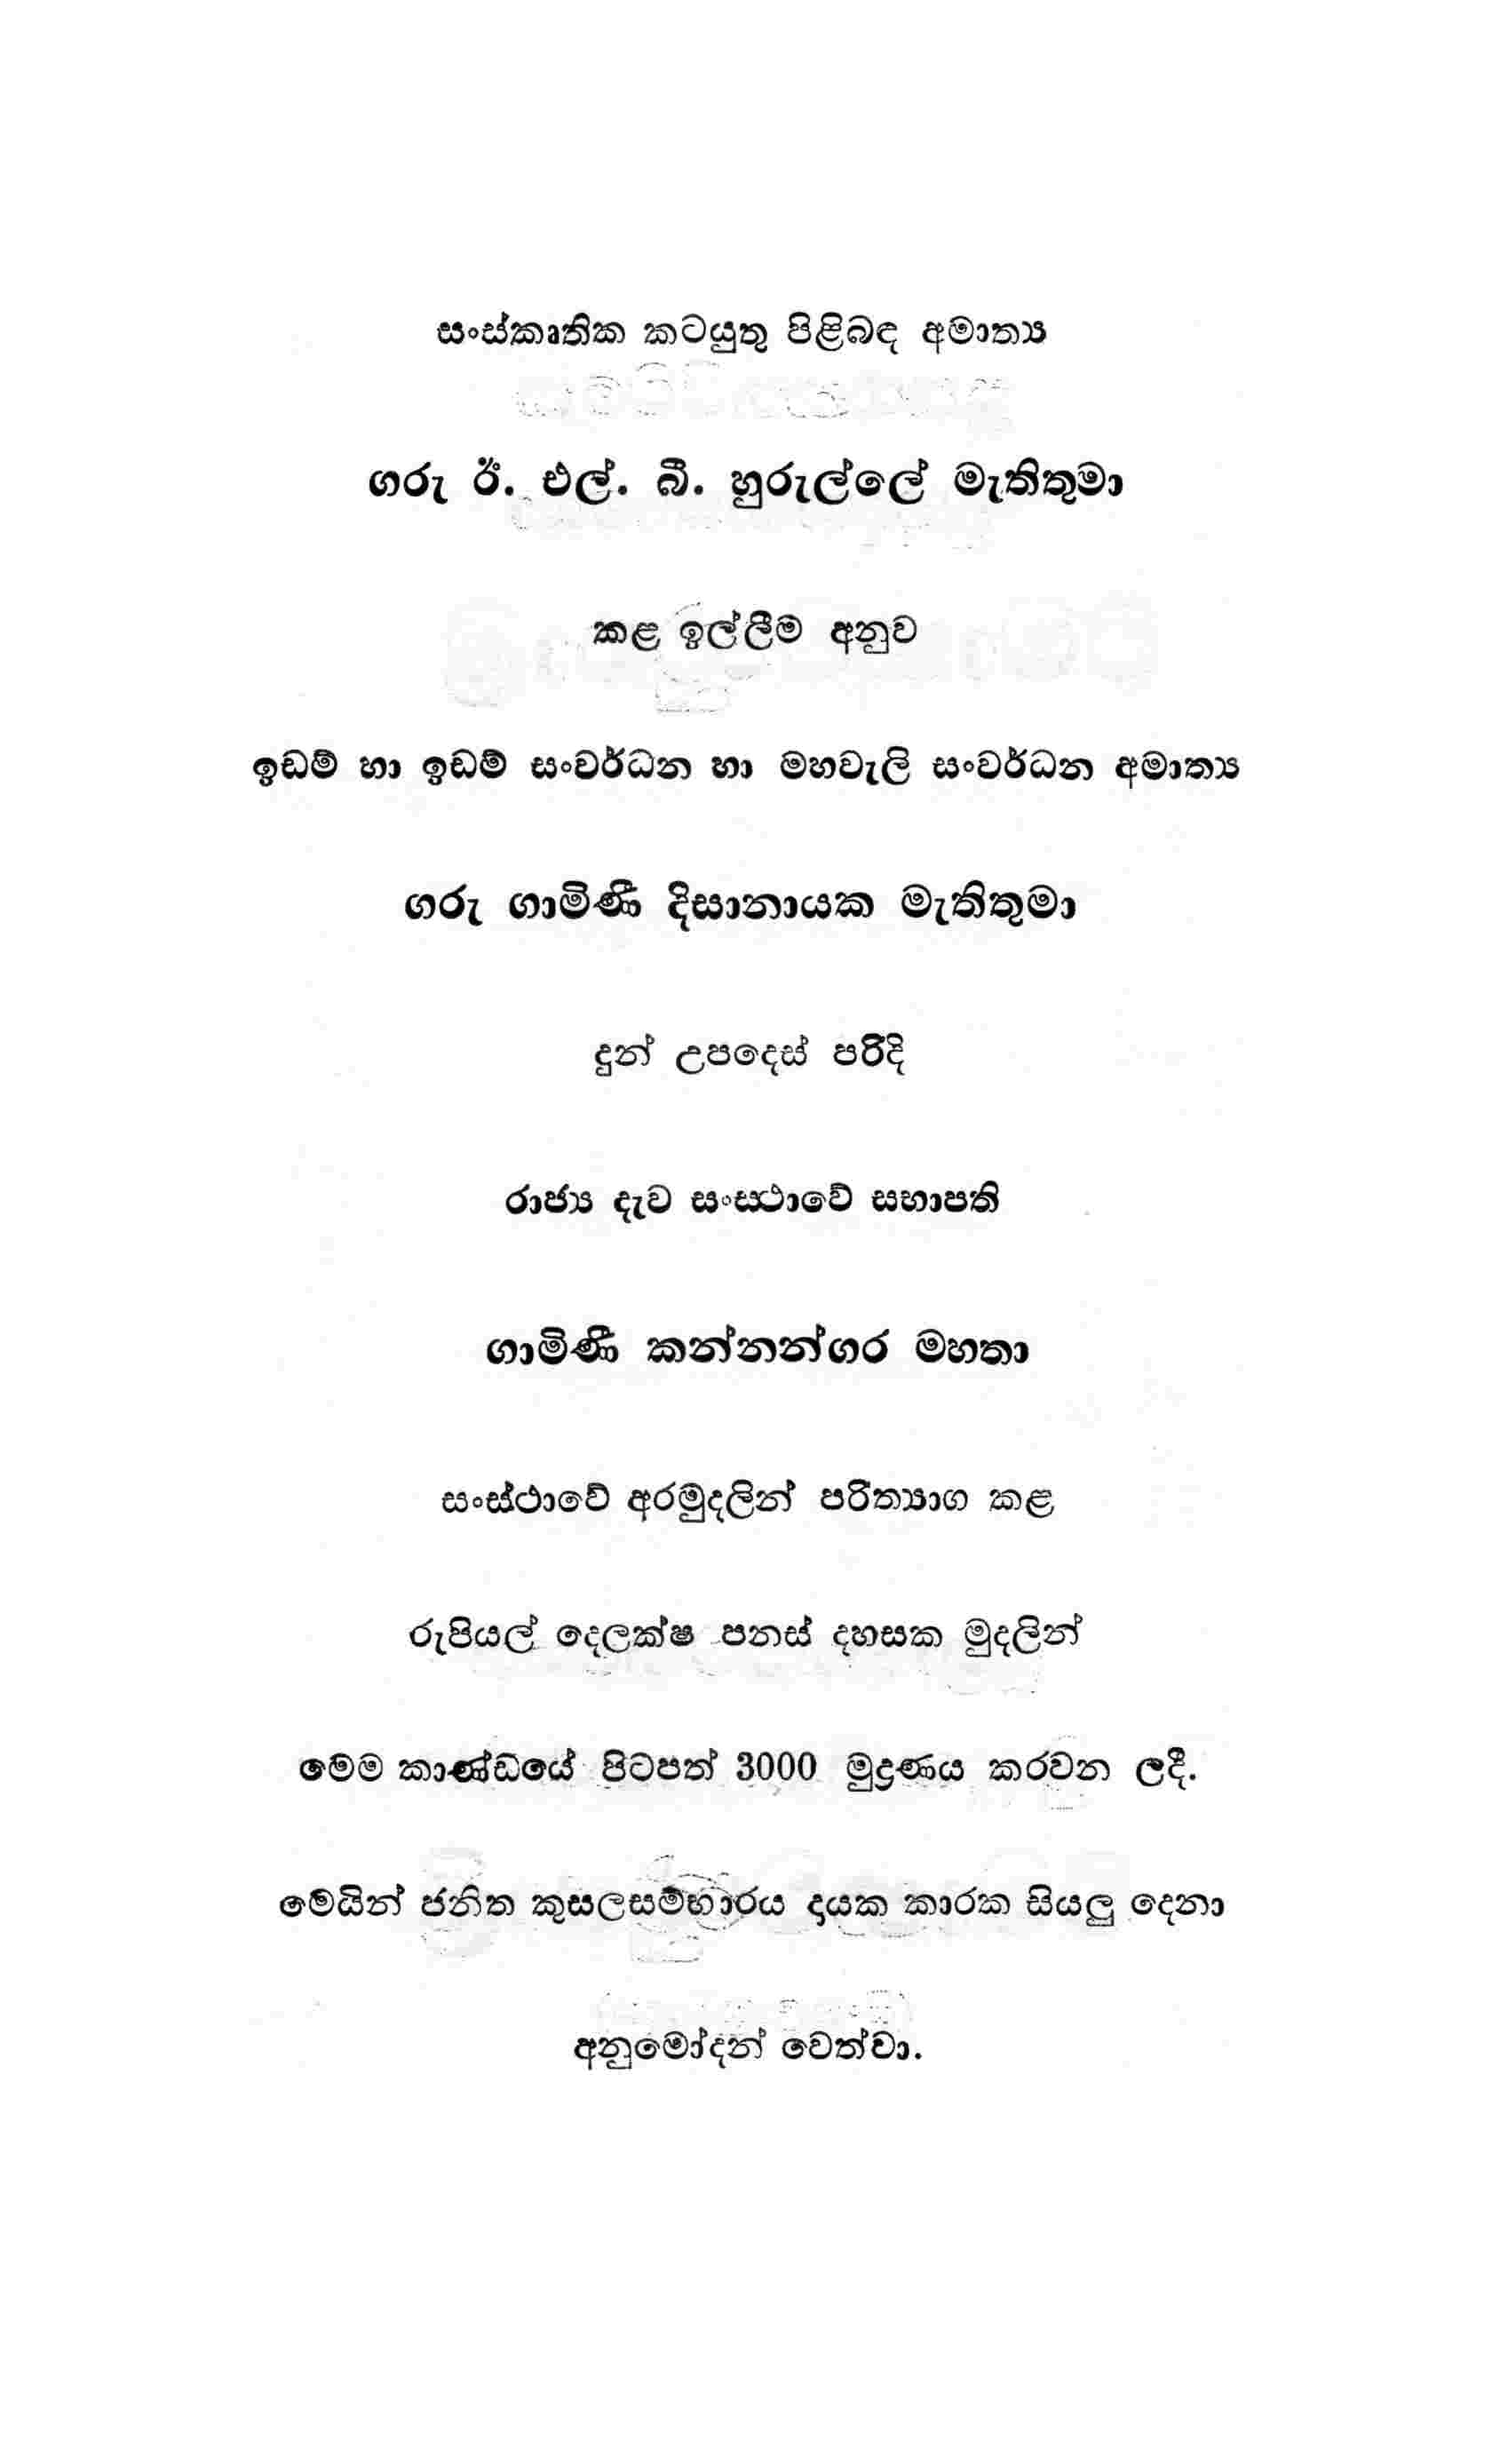 සංස්කෘතික කටයුතු පිළිබඳ අමාත්‍ය
ගරු ඊ. එල්. බී. හුරුල්ලේ මැතිතුමා
කළ ඉල්ලීම අනුව
ඉඩම් හා ඉඩම් සංවර්ධන හා මහවැලි සංවර්ධන අමාත්‍ය
ගරු ගාමිණී දිසානායක මැතිතුමා
දුන් උපදෙස් පරිදි
රාජ්‍ය දැව සංස්‍ථාවේ සභාපති
ගාමිණී කන්නන්ගර මහතා
සංස්ථාවේ අරමුදලින් පරිත්‍යාග කළ
රුපියල් දෙලක්ෂ පනස් දහසක මුදලින්
මෙම කාණ්ඩයේ පිටපත් 3000 මුද්‍රණය කරවන ලදී.
මෙයින් ජනිත කුසලසම්භාරය දායක කාරක සියලු දෙනා
අනුමෝදන් වෙත්වා.